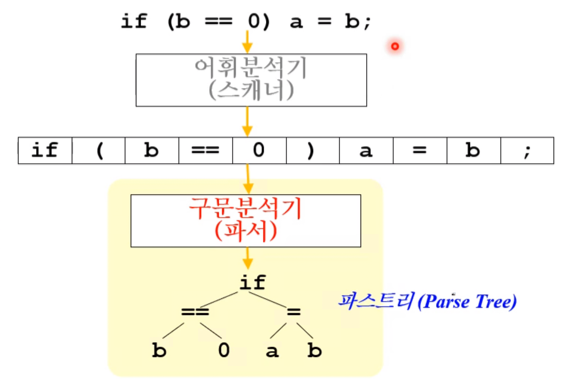 if (b == 0) a = b;
어휘분석기
(스캐너)
if ( b == 0 ) a = b ;
구문분석기
(파서)
if
== =
b 0 a b
파스트리 (Parse Tree)